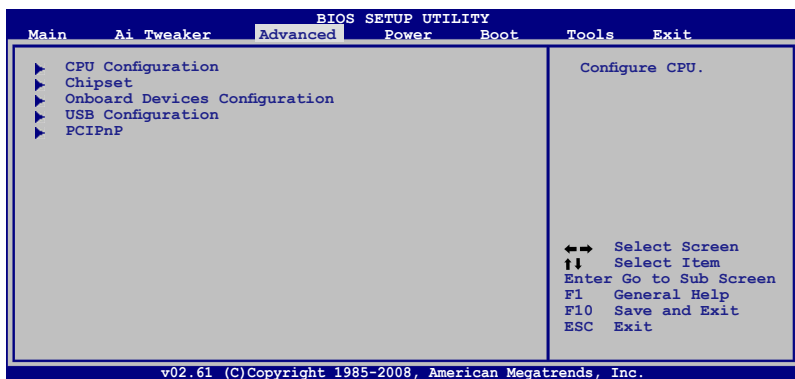 BIOS SETUP UTILITY
Main Ai Tweaker Advanced Power Boot Tools Exit
CPU Configuration
Chipset
Onboard Devices Configuration
USB Configuration
PCIPnP
Configure CPU.
←→ Select Screen
↑↓ Select Item
Enter Go to Sub Screen
F1 General Help
F10 Save and Exit
ESC Exit
v02.61 (C)Copyright 1985-2008, American Megatrends, Inc.